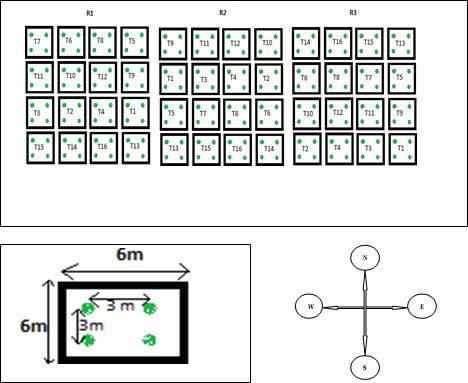 R1 R2 R3
T7 T6 T8 T5 T9 T11 T12 T10 T14 T16 T15 T13
T11 T10 T12 T9 T1 T3 T4 T2 T6 T8 T7 T5
T3 T2 T4 T1 T5 T7 T8 T6 T10 T12 T11 T9
T15 T14 T16 T13 T13 T15 T16 T14 T2 T4 T3 T1
6m
N
3 m
W E
6m 3m
S